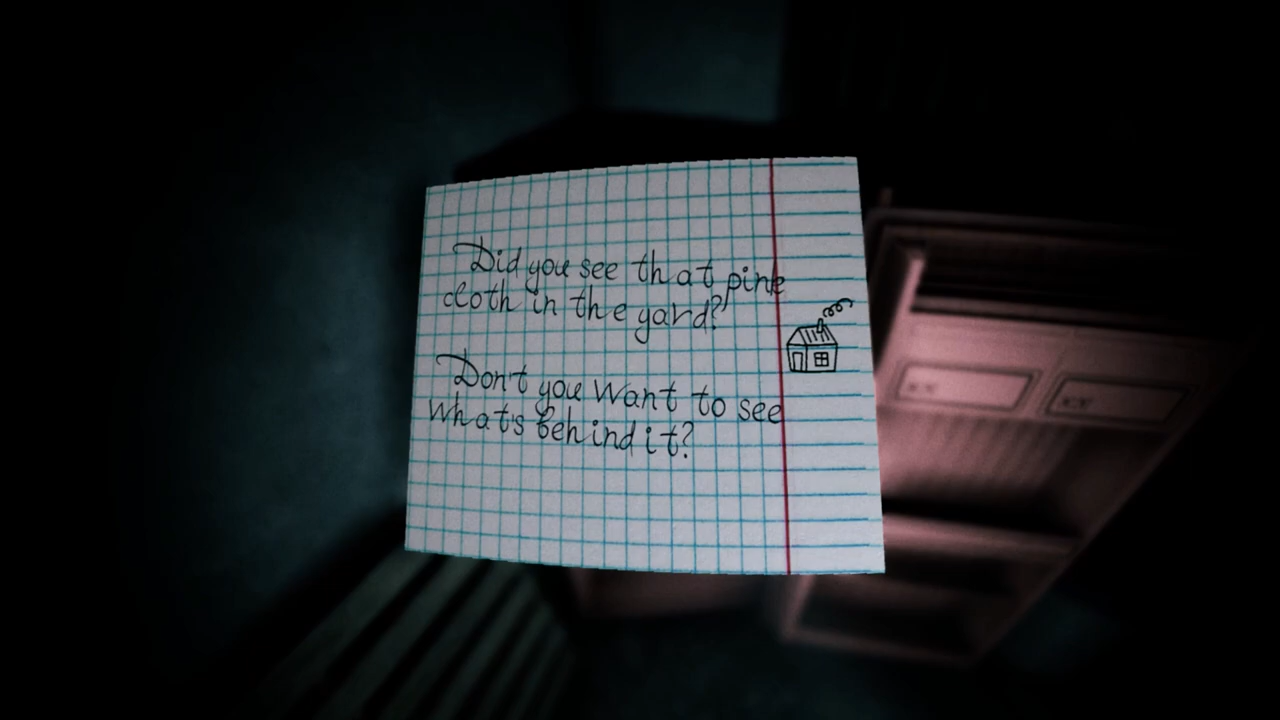 Did you see that pink
cloth in the yard?
Don't you want to see
what's behind it?